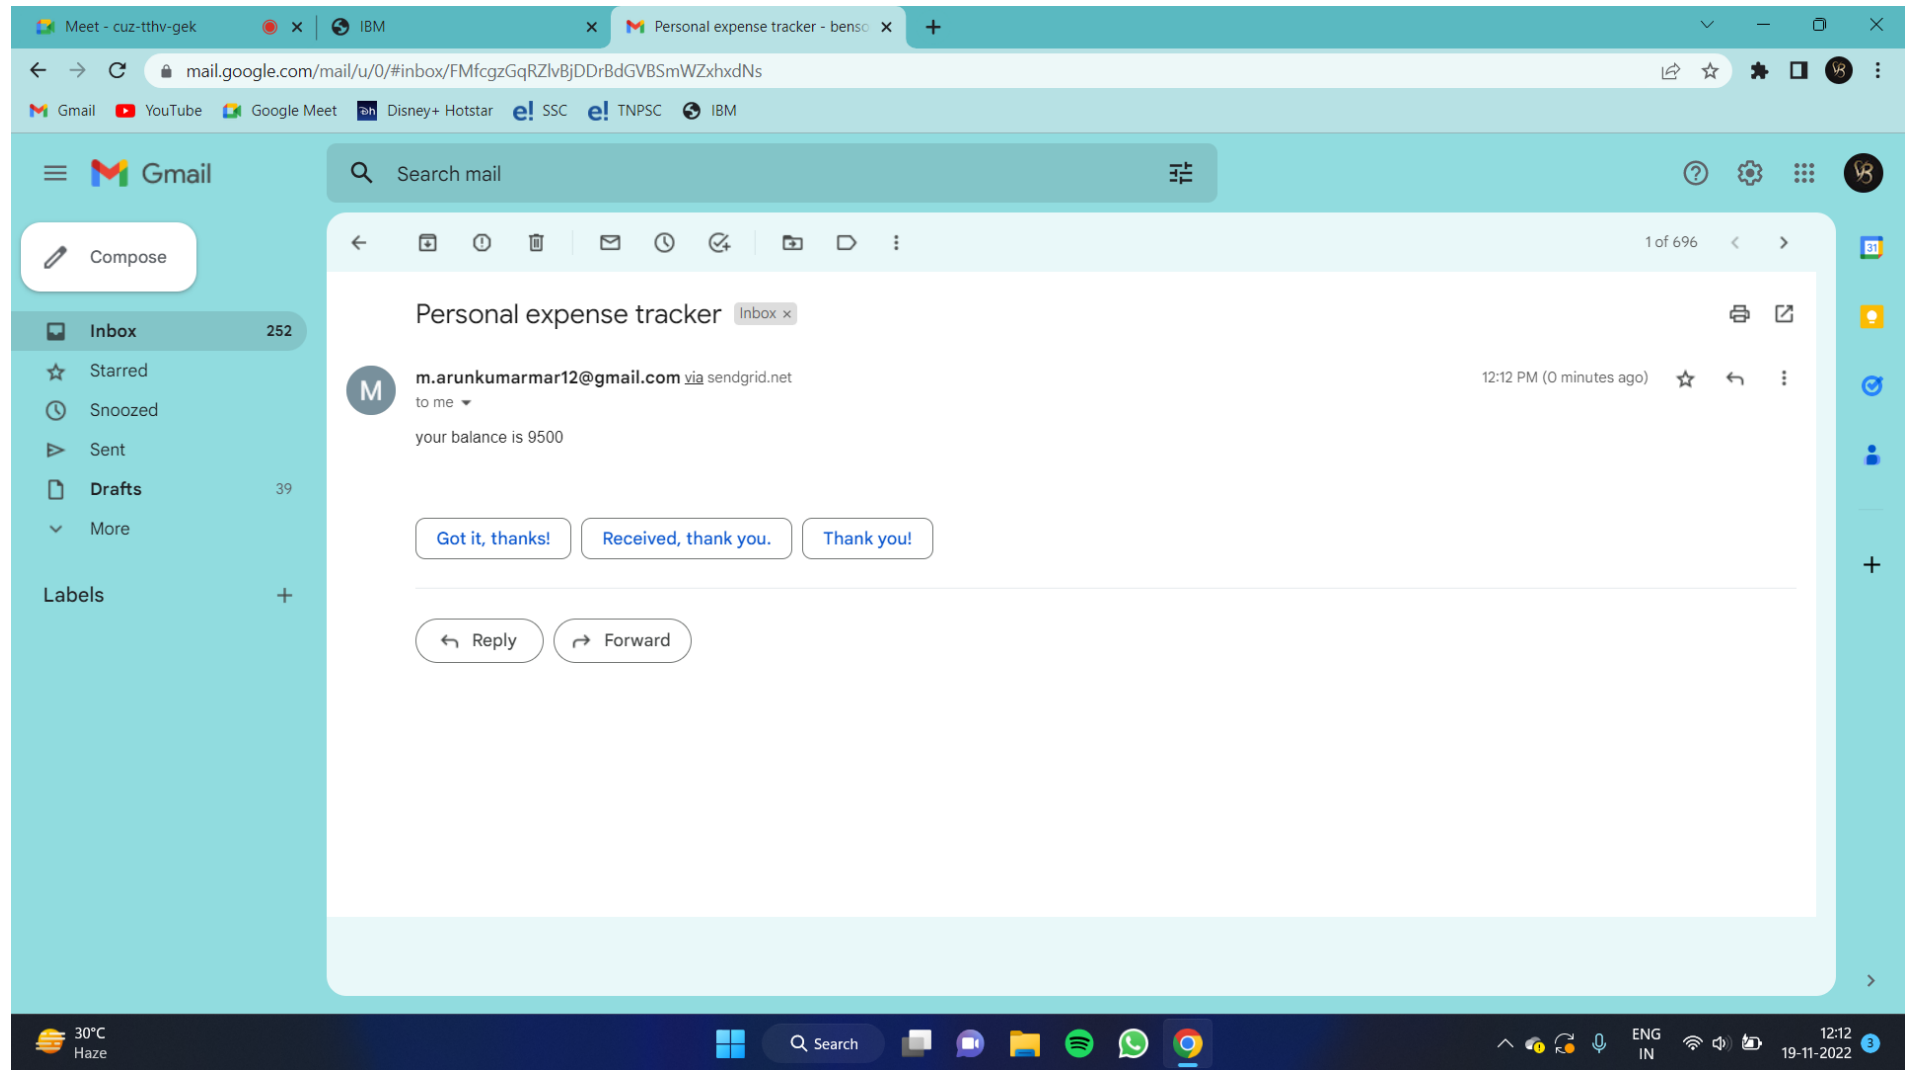 Meet - cuz-tthv-gek
IBM
Personal expense tracker - benso
mail.google.com/mail/u/0/#inbox/FMfcgzGqRZlvBjDDrBdGVBSmWZxhxdNs
Gmail YouTube Google Meet Disney+ Hotstar SSC TNPSC IBM
Gmail
Search mail
Compose
1 of 696
31
Personal expense tracker Inbox ×
Inbox 252
Starred
Snoozed
Sent
Drafts 39
More
Labels
M
m.arunkumarmar12@gmail.com via sendgrid.net
12:12 PM (0 minutes ago)
to me
your balance is 9500
Got it, thanks! Received, thank you. Thank you!
Reply Forward
30°C
Haze
Search
ENG
IN
12:12
19-11-2022
3